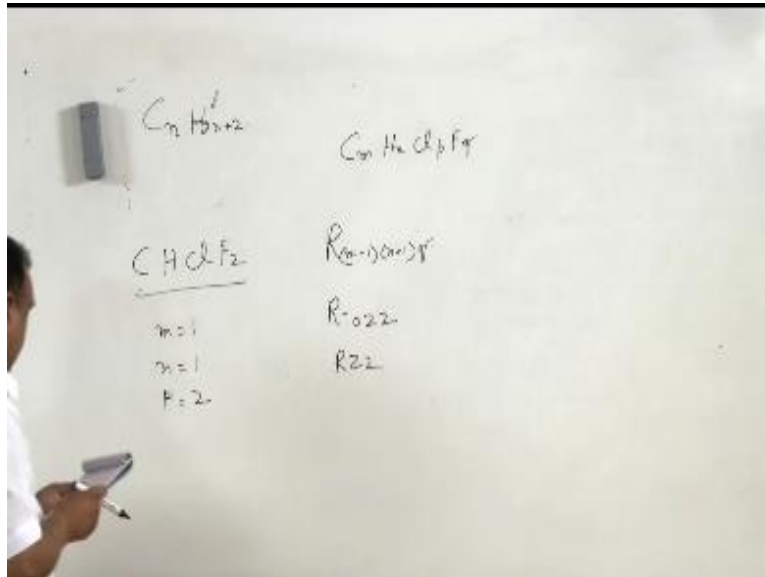 CnH2n+2
CmHnClpFq
CHClF2
R(m-1)(n+1)q
m=1
R-022
n=1
R22
F=2